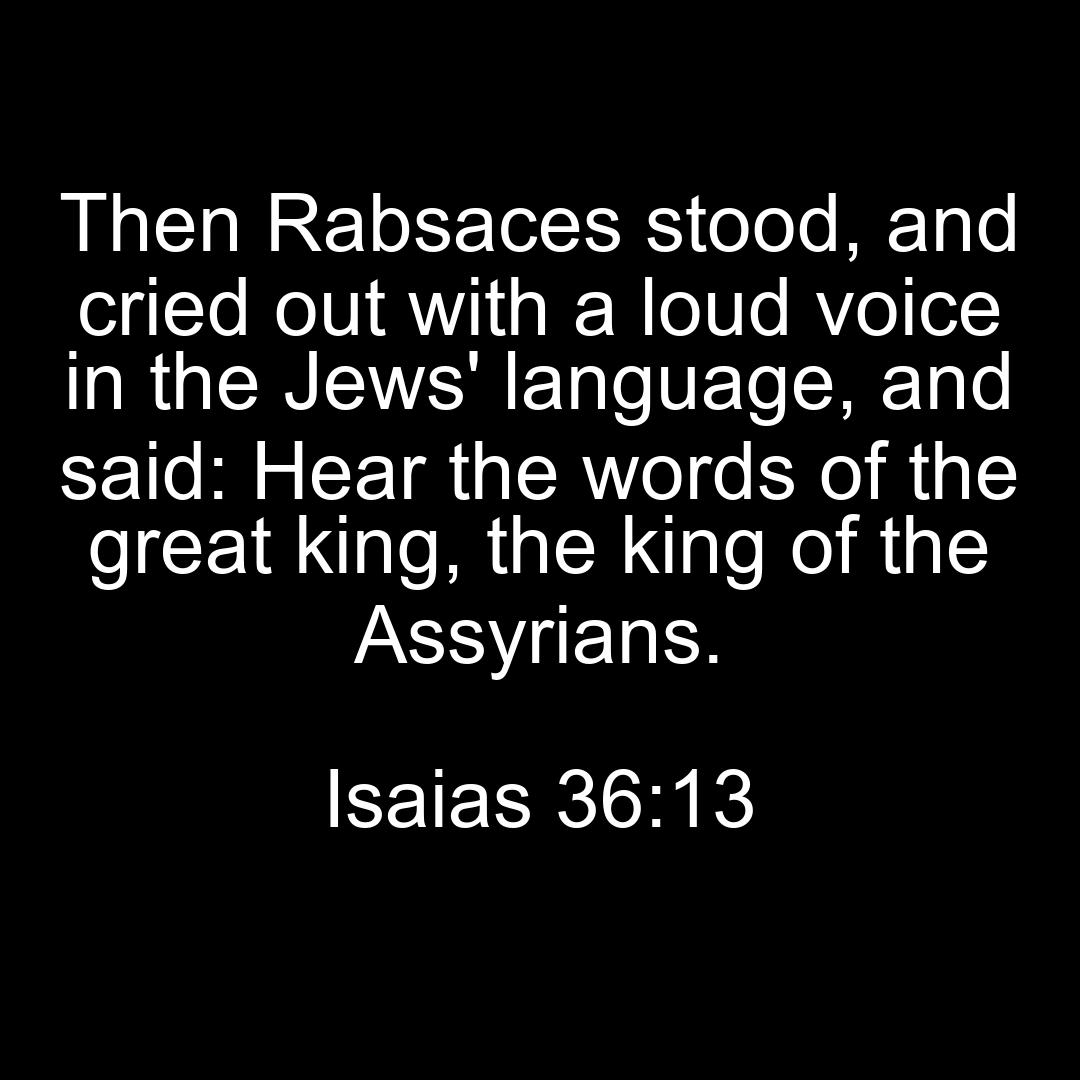 Then Rabsaces stood, and
cried out with a loud voice
in the Jews' language, and
said: Hear the words of the
great king, the king of the
Assyrians.
Isaias 36:13